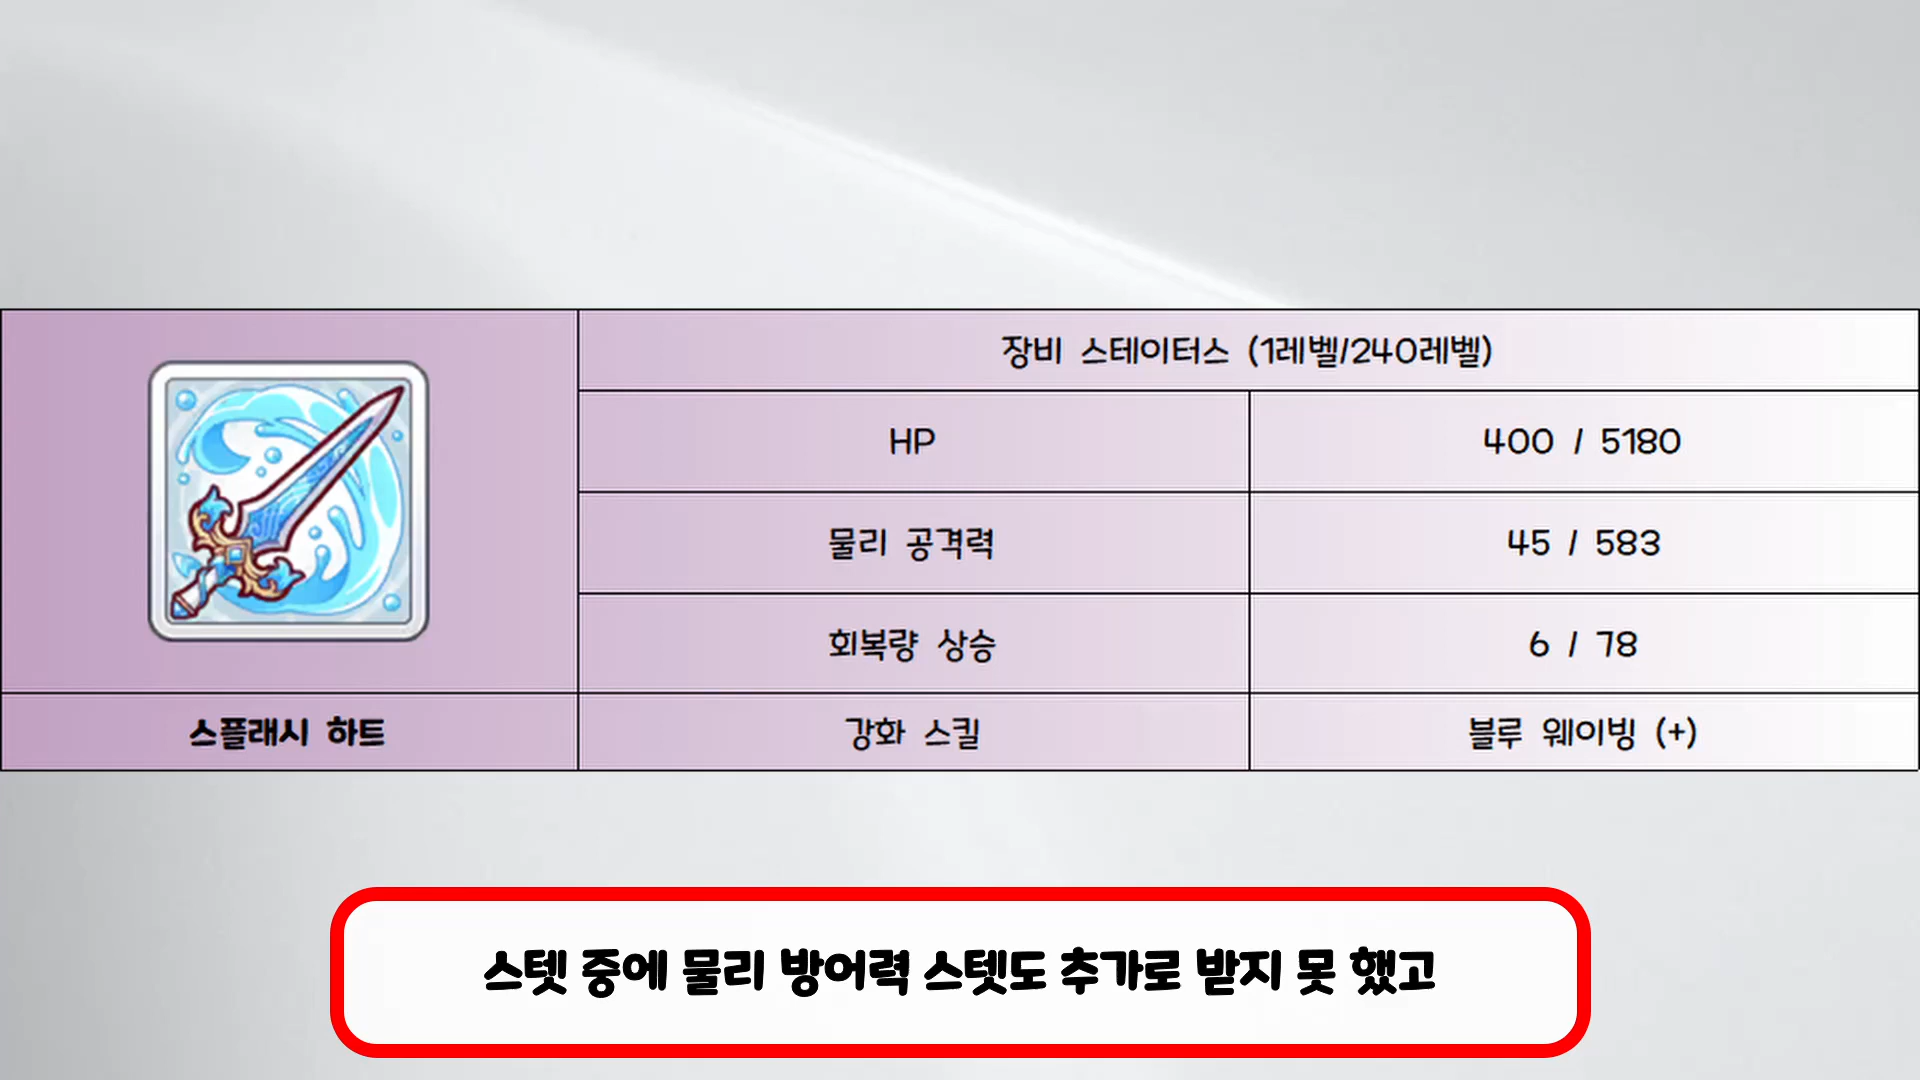 장비 스테이터스 (1레벨/240레벨)
HP
400 / 5180
물리 공격력
45 / 583
회복량 상승
6 / 78
스플래시 하트
강화 스킬
블루 웨이빙 (+)
스텟 중에 물리 방어력 스텟도 추가로 받지 못 했고